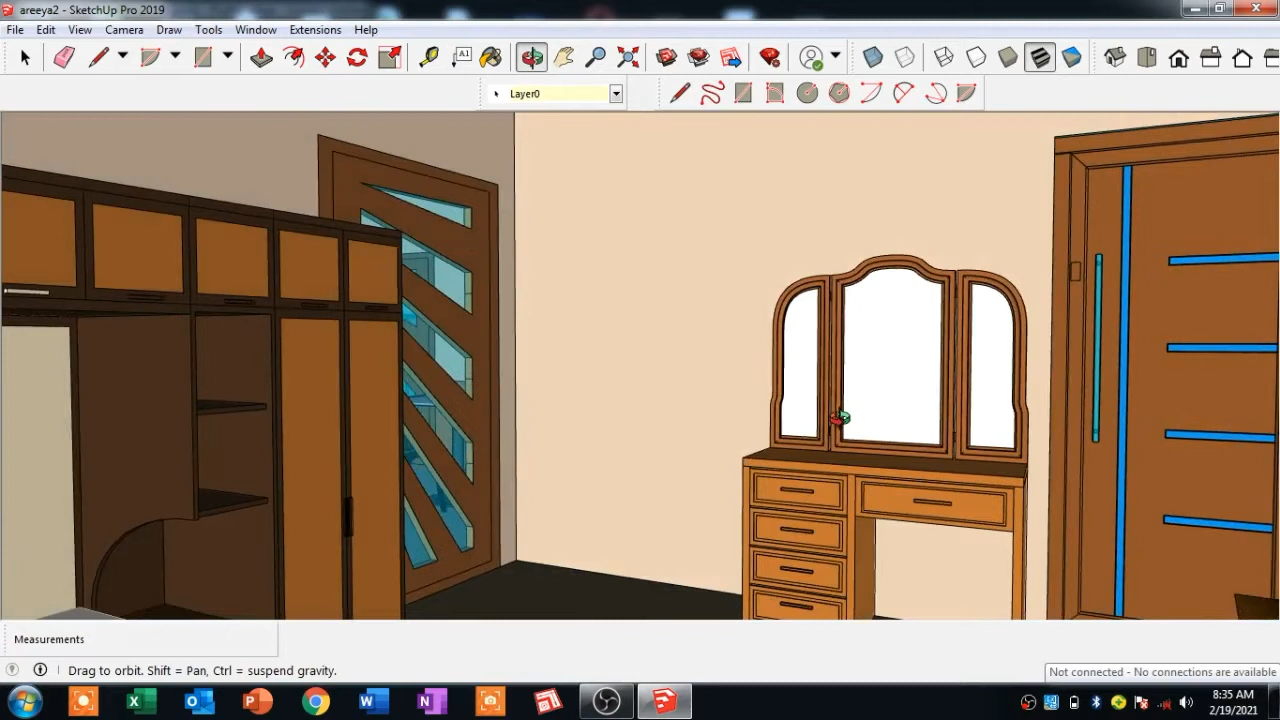 areeya2 - SketchUp Pro 2019
File Edit View Camera Draw Tools Window Extensions Help
A1
Layer0
Measurements
Drag to orbit. Shift = Pan, Ctrl = suspend gravity.
Not connected - No connections are available
8:35 AM
2/19/2021